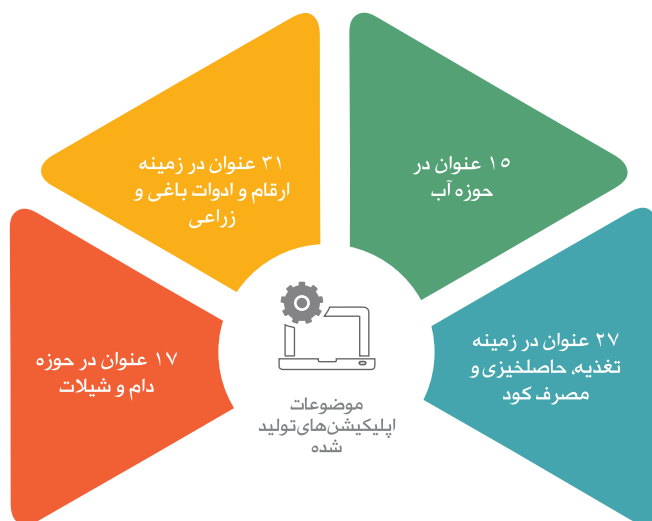 ۱۵ عنوان در
حوزه آب
۳۱ عنوان در زمینه
ارقام و ادوات باغی و
زراعی
۲۷ عنوان در زمینه
تغذیه، حاصلخیزی و
مصرف کود
۱۷ عنوان در حوزه
دام و شیلات
موضوعات
اپلیکیشن‌های تولید
شده